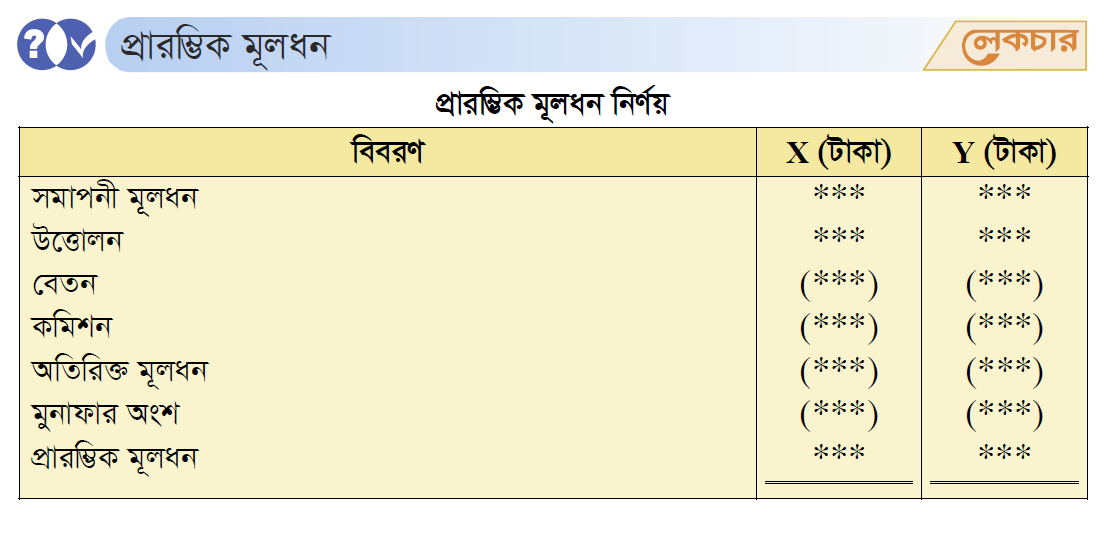 প্রারম্ভিক মূলধন
লেকচার
প্রারম্ভিক মূলধন নির্ণয়
বিবরণ X (টাকা) Y (টাকা)
সমাপনী মূলধন *** ***
উত্তোলন *** ***
বেতন (***) (***)
কমিশন (***) (***)
অতিরিক্ত মূলধন (***) (***)
মুনাফার অংশ (***) (***)
প্রারম্ভিক মূলধন *** ***